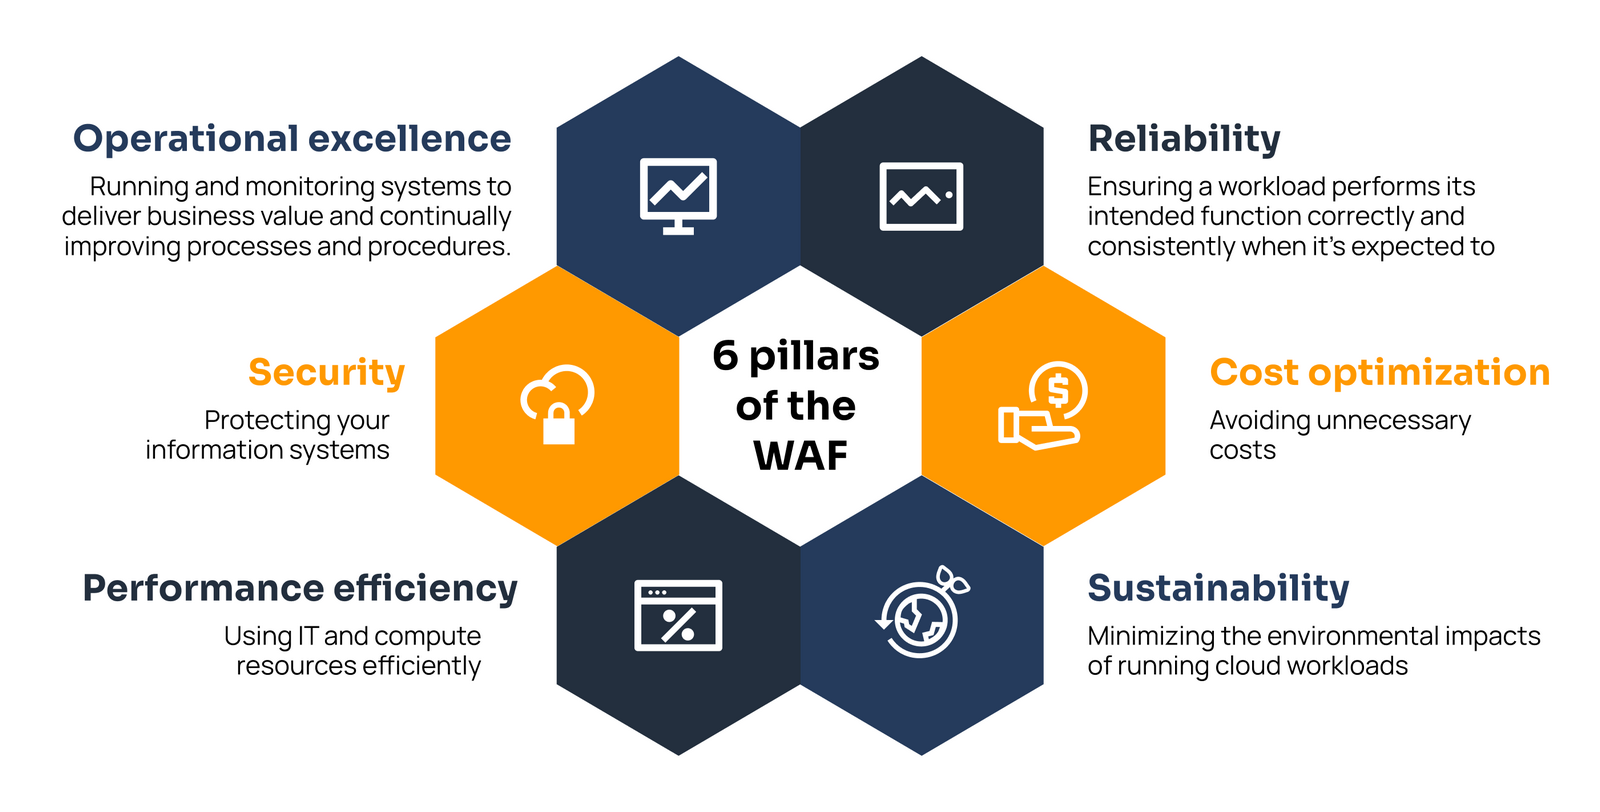 Operational excellence
Running and monitoring systems to
deliver business value and continually
improving processes and procedures.
Reliability
Ensuring a workload performs its
intended function correctly and
consistently when it’s expected to
Security
Protecting your
information systems
6 pillars
of the
WAF
Cost optimization
Avoiding unnecessary
costs
Performance efficiency
Using IT and compute
resources efficiently
Sustainability
Minimizing the environmental impacts
of running cloud workloads